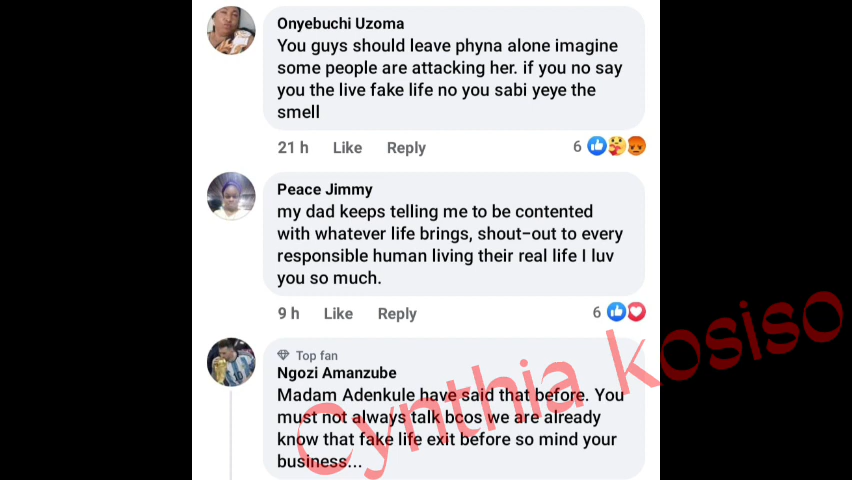 Onyebuchi Uzoma
You guys should leave phyna alone imagine
some people are attacking her. if you no say
you the live fake life no you sabi yeye the
smell
21 h Like Reply 6
Peace Jimmy
my dad keeps telling me to be contented
with whatever life brings, shout-out to every
responsible human living their real life I luv
you so much.
9 h Like Reply 6
Top fan
Ngozi Amanzube
Madam Adenkule have said that before. You
must not always talk bcos we are already
know that fake life exit before so mind your
business...
Cynthia kosiso